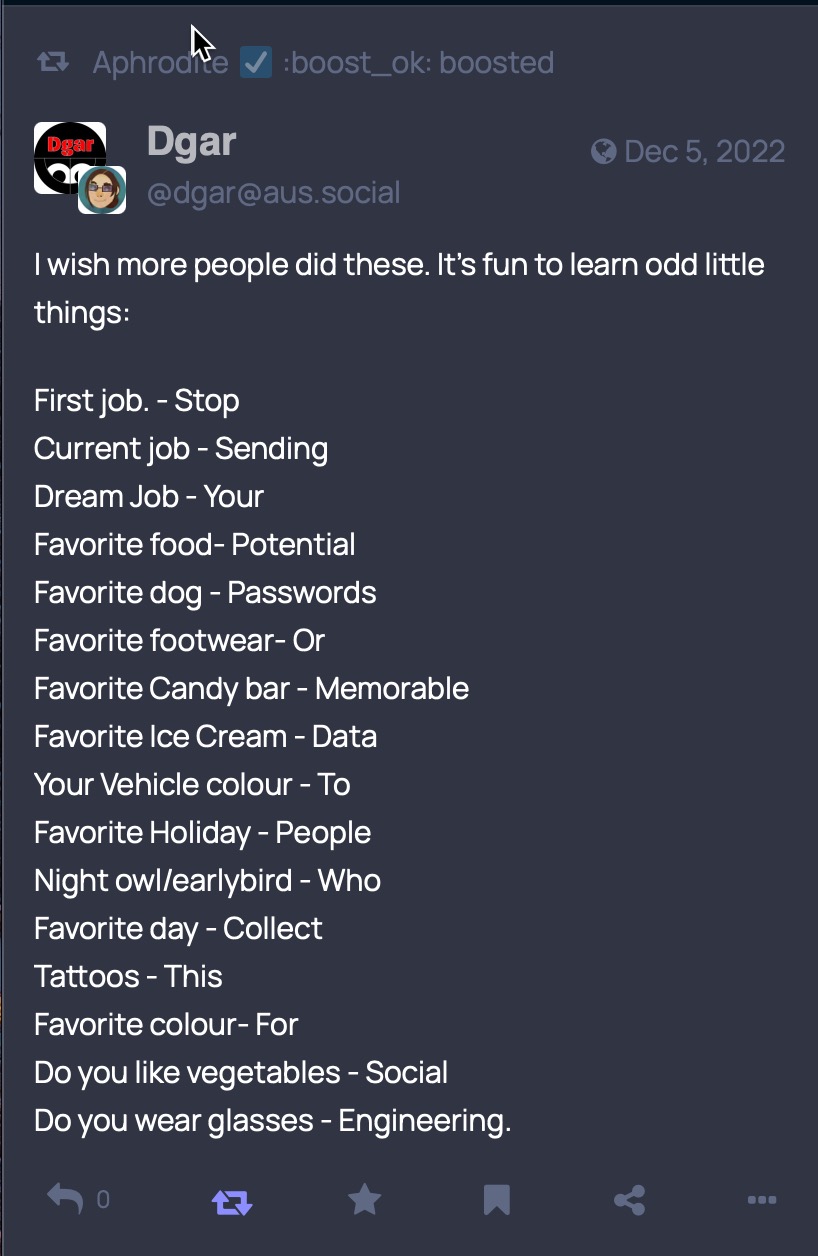 Aphrodite ☑ :boost_ok: boosted
Dgar
Dgar
Dec 5, 2022
@dgar@aus.social
I wish more people did these. It's fun to learn odd little
things:
First job. - Stop
Current job - Sending
Dream Job - Your
Favorite food- Potential
Favorite dog - Passwords
Favorite footwear- Or
Favorite Candy bar - Memorable
Favorite Ice Cream - Data
Your Vehicle colour - To
Favorite Holiday - People
Night owl/earlybird - Who
Favorite day - Collect
Tattoos - This
Favorite colour- For
Do you like vegetables - Social
Do you wear glasses - Engineering.
0